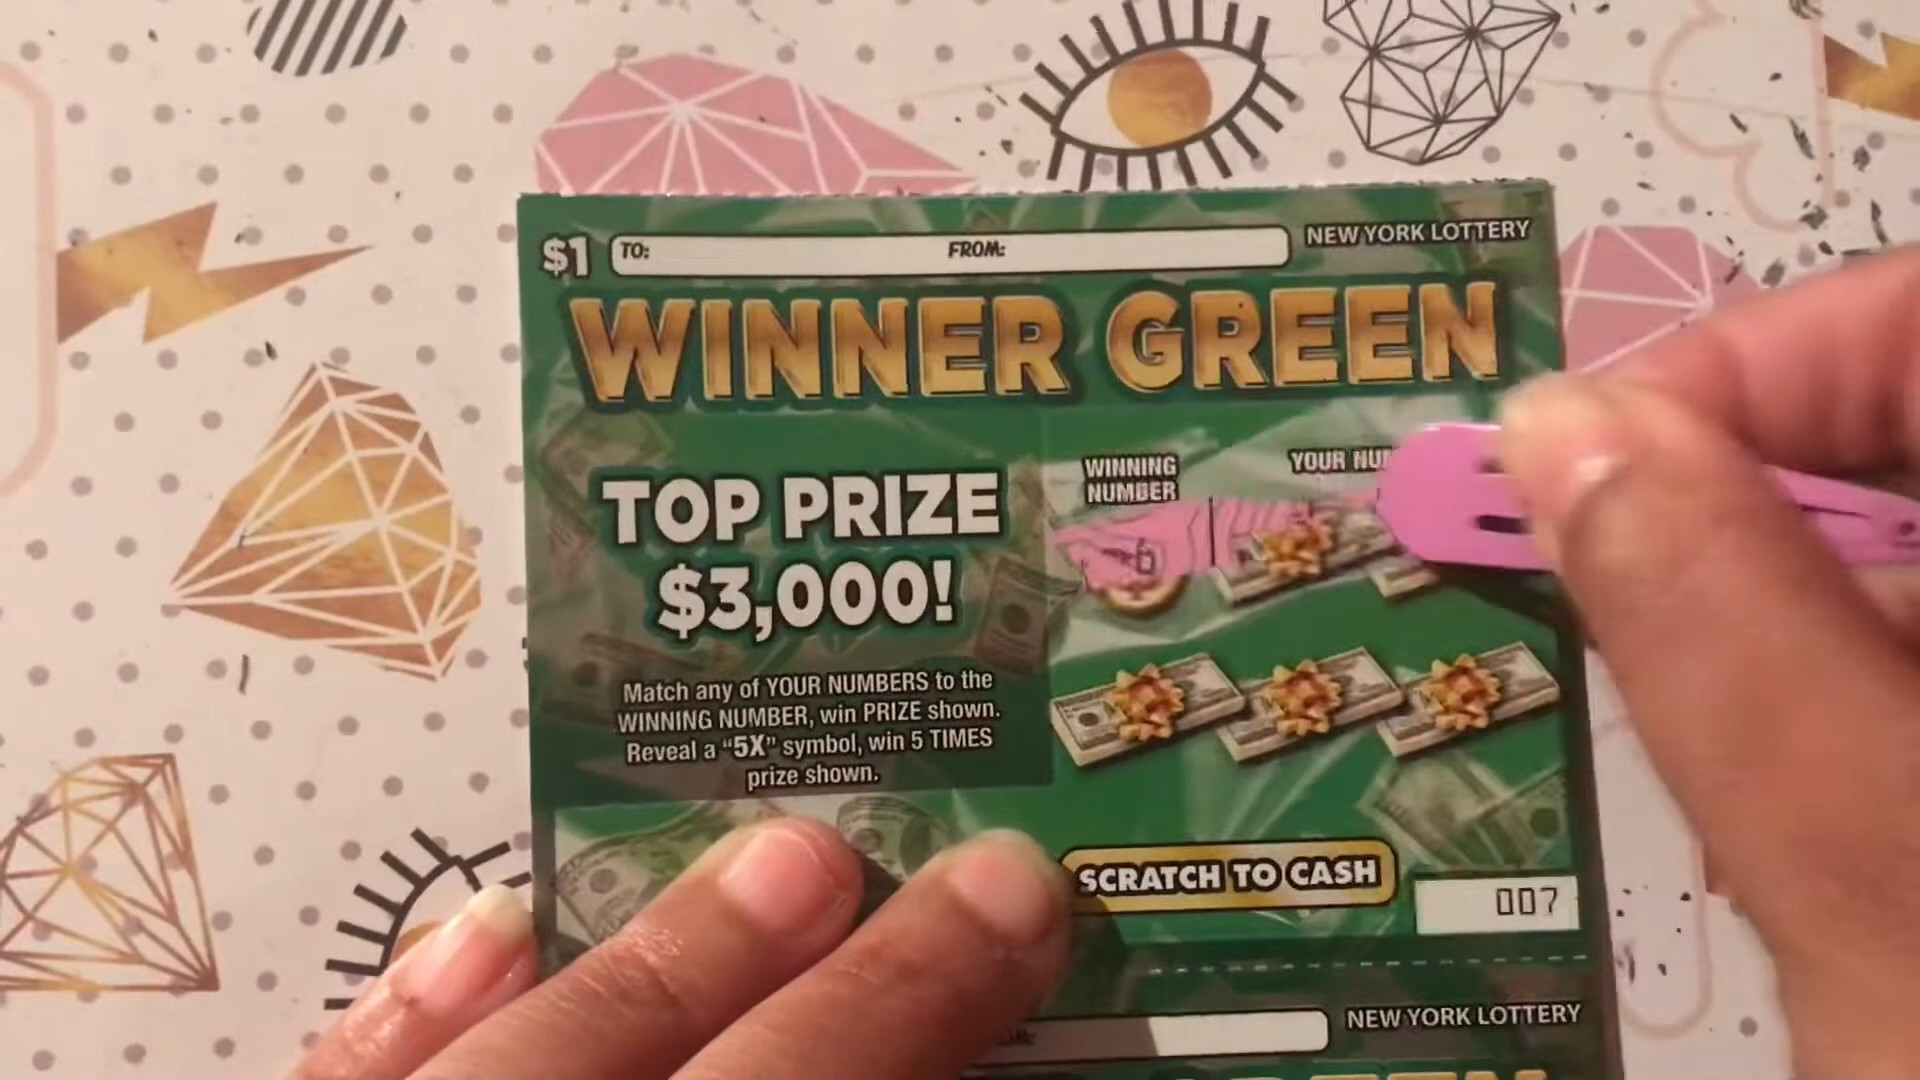 $1 TO: FROM: NEW YORK LOTTERY
WINNER GREEN
TOP PRIZE
$3,000!
Match any of YOUR NUMBERS to the
WINNING NUMBER, win PRIZE shown.
Reveal a “5X” symbol, win 5 TIMES
prize shown.
WINNING
NUMBER
YOUR
SCRATCH TO CASH
007
NEW YORK LOTTERY